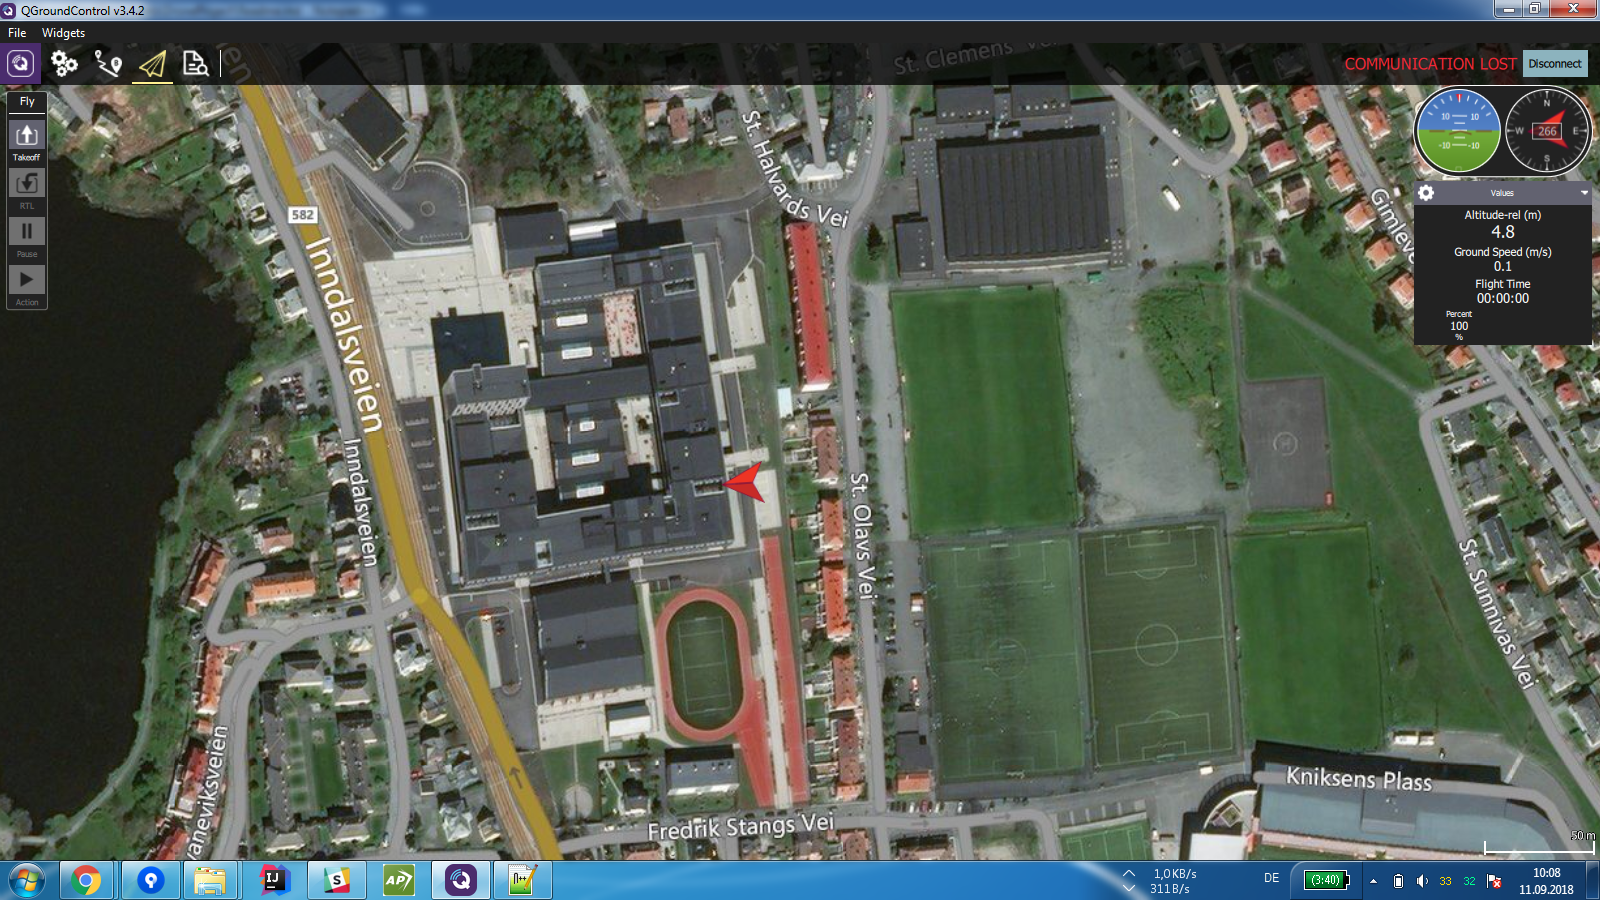 QGroundControl v3.4.2
File Widgets
COMMUNICATION LOST
Disconnect
Fly
Takeoff
RTL
Pause
Action
St. Clemens
St. Halvards Vei
582
Inndalsveien
Inndalsveien
St. Olavs Vei
St. Sunnivas Vei
Kniksens Plass
Fredrik Stangs Vei
10 10
-10 -10
N
W 266 E
S
Values
Altitude-rel (m)
4.8
Ground Speed (m/s)
0.1
Flight Time
00:00:00
Percent
100
%
50 m
IJ
S
AP
1,0 KB/s
311 B/s
DE
(3:40)
33 32
10:08
11.09.2018